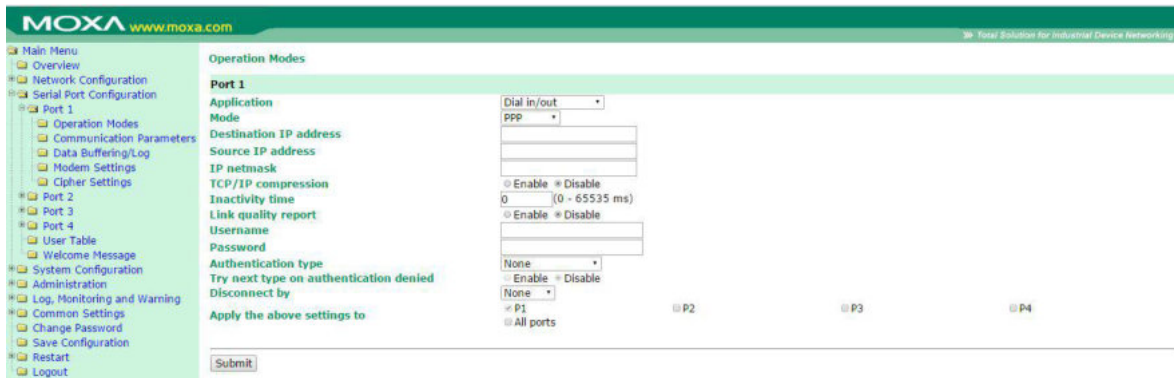 MOXA www.moxa.com
Total Solution for Industrial Device Networking
Main Menu
Overview
Network Configuration
Serial Port Configuration
Port 1
Operation Modes
Communication Parameters
Data Buffering/Log
Modem Settings
Cipher Settings
Port 2
Port 3
Port 4
User Table
Welcome Message
System Configuration
Administration
Log, Monitoring and Warning
Common Settings
Change Password
Save Configuration
Restart
Logout
Operation Modes
Port 1
Application Dial in/out
Mode PPP
Destination IP address
Source IP address
IP netmask
TCP/IP compression Enable Disable
Inactivity time 0 (0 - 65535 ms)
Link quality report Enable Disable
Username
Password
Authentication type None
Try next type on authentication denied Enable Disable
Disconnect by None
Apply the above settings to P1 P2 P3 P4
All ports
Submit